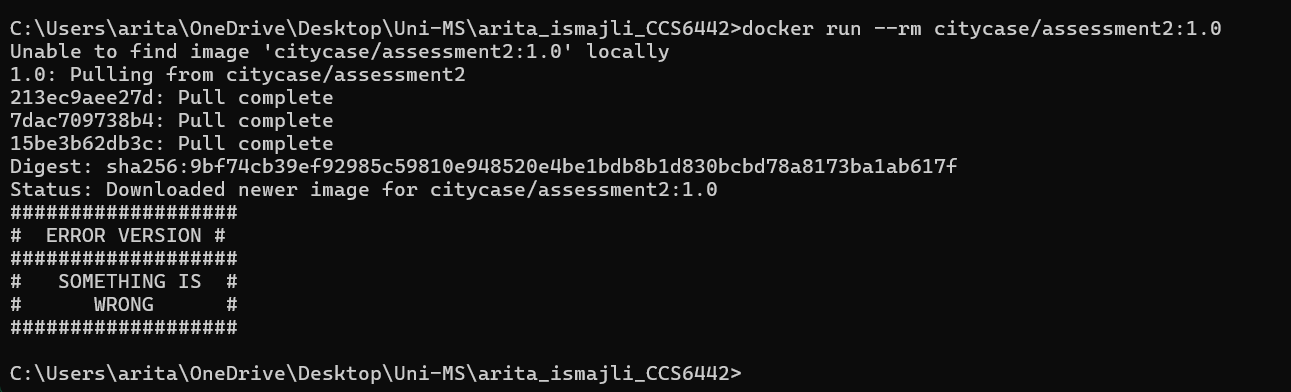 C:\Users\arita\OneDrive\Desktop\Uni-MS\arita_ismajli_CCS6442>docker run --rm citycase/assessment2:1.0
Unable to find image 'citycase/assessment2:1.0' locally
1.0: Pulling from citycase/assessment2
213ec9aee27d: Pull complete
7dac709738b4: Pull complete
15be3b62db3c: Pull complete
Digest: sha256:9bf74cb39ef92985c59810e948520e4be1bdb8b1d830bcbd78a8173ba1ab617f
Status: Downloaded newer image for citycase/assessment2:1.0
###################
#  ERROR VERSION #
###################
#   SOMETHING IS  #
#      WRONG      #
###################
C:\Users\arita\OneDrive\Desktop\Uni-MS\arita_ismajli_CCS6442>